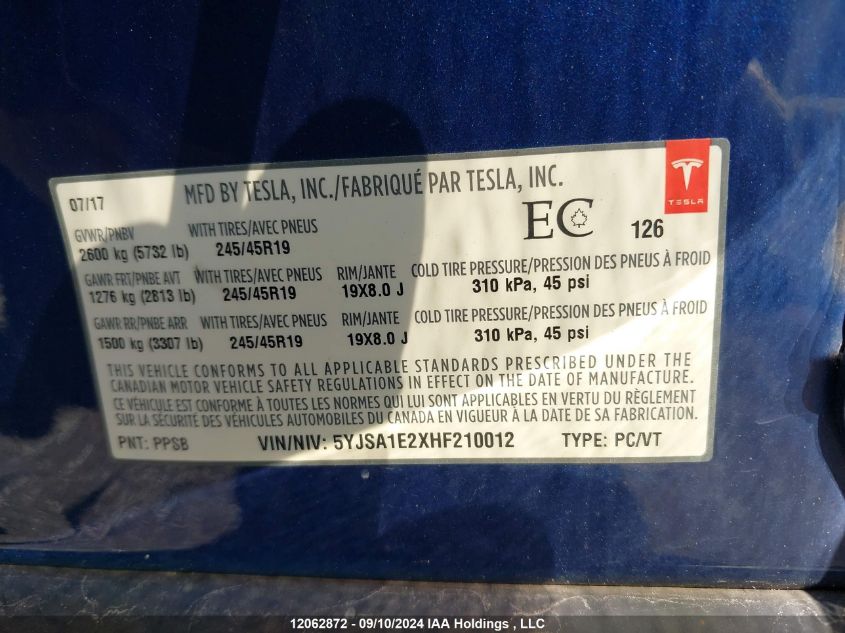 07/17
MFD BY TESLA, INC./FABRIQUÉ PAR TESLA, INC.
TESLA
GVWR/PNBV WITH TIRES/AVEC PNEUS
2600 kg (5732 lb) 245/45R19
EC 126
GAWR FRT/PNBE AVT WITH TIRES/AVEC PNEUS RIM/JANTE COLD TIRE PRESSURE/PRESSION DES PNEUS À FROID
1276 kg (2813 lb) 245/45R19 19X8.0 J 310 kPa, 45 psi
GAWR RR/PNBE ARR WITH TIRES/AVEC PNEUS RIM/JANTE COLD TIRE PRESSURE/PRESSION DES PNEUS À FROID
1500 kg (3307 lb) 245/45R19 19X8.0 J 310 kPa, 45 psi
THIS VEHICLE CONFORMS TO ALL APPLICABLE STANDARDS PRESCRIBED UNDER THE
CANADIAN MOTOR VEHICLE SAFETY REGULATIONS IN EFFECT ON THE DATE OF MANUFACTURE.
CE VÉHICULE EST CONFORME À TOUTES LES NORMES QUI LUI SONT APPLICABLES EN VERTU DU RÈGLEMENT
SUR LA SÉCURITÉ DES VÉHICULES AUTOMOBILES DU CANADA EN VIGUEUR À LA DATE DE SA FABRICATION.
PNT: PPSB VIN/NIV: 5YJSA1E2XHF210012 TYPE: PC/VT
12062872 - 09/10/2024 IAA Holdings , LLC